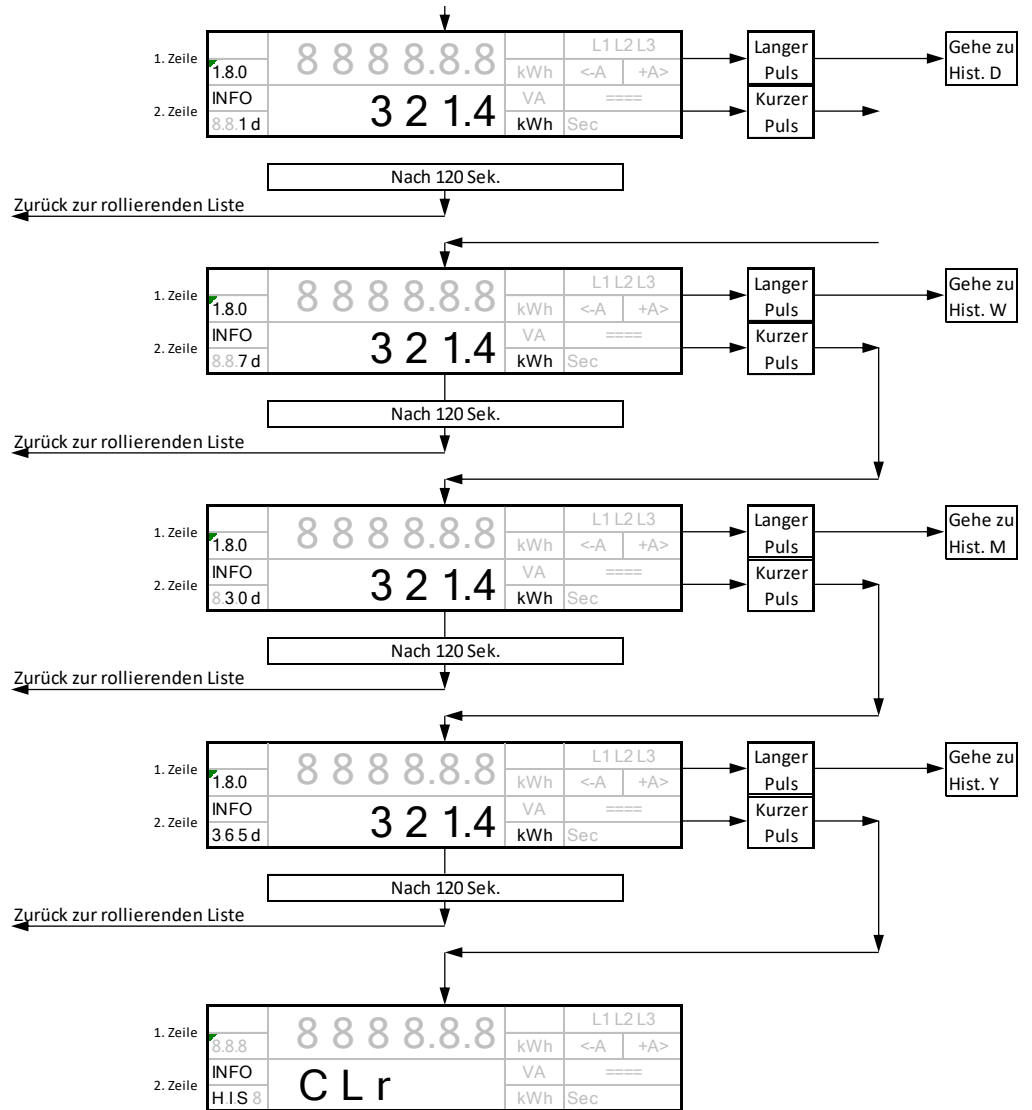 L1 L2 L3
1. Zeile
1.8.0
8 8 8 8.8.8
kWh
<-A
+A>
Langer Puls
Gehe zu Hist. D
2. Zeile
INFO
8.8.1 d
3 2 1.4
VA
====
kWh
Sec
Kurzer Puls
Nach 120 Sek.
Zurück zur rollierenden Liste
L1 L2 L3
1. Zeile
1.8.0
8 8 8 8.8.8
kWh
<-A
+A>
Langer Puls
Gehe zu Hist. W
2. Zeile
INFO
8.8.7 d
3 2 1.4
VA
====
kWh
Sec
Kurzer Puls
Nach 120 Sek.
Zurück zur rollierenden Liste
L1 L2 L3
1. Zeile
1.8.0
8 8 8 8.8.8
kWh
<-A
+A>
Langer Puls
Gehe zu Hist. M
2. Zeile
INFO
8.3.0 d
3 2 1.4
VA
====
kWh
Sec
Kurzer Puls
Nach 120 Sek.
Zurück zur rollierenden Liste
L1 L2 L3
1. Zeile
1.8.0
8 8 8 8.8.8
kWh
<-A
+A>
Langer Puls
Gehe zu Hist. Y
2. Zeile
INFO
3.6.5 d
3 2 1.4
VA
====
kWh
Sec
Kurzer Puls
Nach 120 Sek.
Zurück zur rollierenden Liste
L1 L2 L3
1. Zeile
8.8.8
8 8 8 8.8.8
kWh
<-A
+A>
2. Zeile
INFO
H.I.S 8
C L r
VA
====
kWh
Sec